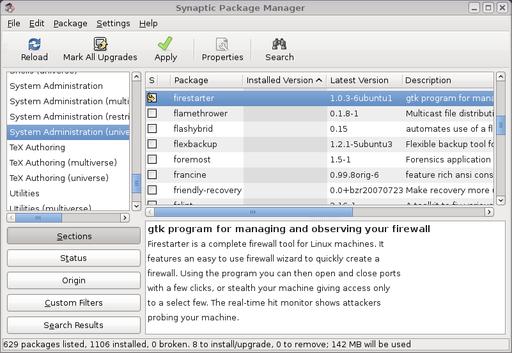 Synaptic Package Manager
File Edit Package Settings Help
Reload Mark All Upgrades Apply Properties Search
System Administration
System Administration (multi
System Administration (restri
System Administration (unive
TeX Authoring
TeX Authoring (multiverse)
TeX Authoring (universe)
Utilities
Utilities (multiverse)
S Package Installed Version Latest Version Description
firestarter 1.0.3-6ubuntu1 gtk program for mana
flamethrower 0.1.8-1 Multicast file distributi
flashybrid 0.15 automates use of a fl
flexbackup 1.2.1-5ubuntu3 Flexible backup tool fo
foremost 1.5-1 Forensics application
francine 0.99.8orig-6 feature rich ansi cons
friendly-recovery 0.0+bzr20070723 Make recovery more
Sections
Status
Origin
Custom Filters
Search Results
gtk program for managing and observing your firewall
Firestarter is a complete firewall tool for Linux machines. It
features an easy to use firewall wizard to quickly create a
firewall. Using the program you can then open and close ports
with a few clicks, or stealth your machine giving access only
to a select few. The real-time hit monitor shows attackers
probing your machine.
629 packages listed, 1106 installed, 0 broken. 8 to install/upgrade, 0 to remove; 142 MB will be used